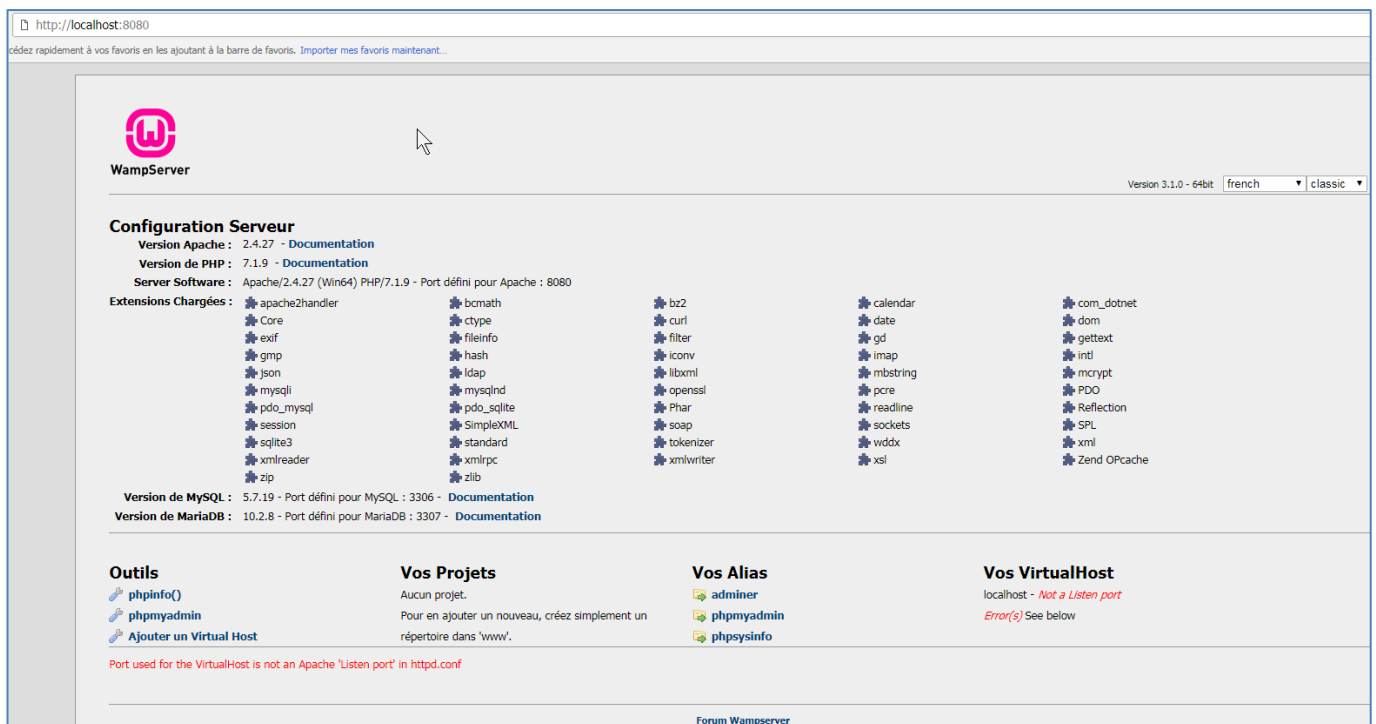 http://localhost:8080
cédez rapidement à vos favoris en les ajoutant à la barre de favoris. Importer mes favoris maintenant...
WampServer
Version 3.1.0 - 64bit french classic
Configuration Serveur
Version Apache : 2.4.27 - Documentation
Version de PHP : 7.1.9 - Documentation
Server Software : Apache/2.4.27 (Win64) PHP/7.1.9 - Port défini pour Apache : 8080
Extensions Chargées : apache2handler bcmath bz2 calendar com_dotnet
Core ctype curl date dom
exif fileinfo filter gd gettext
gmp hash iconv imap intl
json ldap libxml mbstring mcrypt
mysqli mysqlnd openssl pcre PDO
pdo_mysql pdo_sqlite Phar readline Reflection
session SimpleXML soap sockets SPL
sqlite3 standard tokenizer wddx xml
xmlreader xmlrpc xmlwriter xsl Zend OPcache
zip zlib
Version de MySQL : 5.7.19 - Port défini pour MySQL : 3306 - Documentation
Version de MariaDB : 10.2.8 - Port défini pour MariaDB : 3307 - Documentation
Outils Vos Projets Vos Alias Vos VirtualHost
phpinfo() Aucun projet. adminer localhost - Not a Listen port
phpmyadmin Pour en ajouter un nouveau, créez simplement un phpmyadmin Error(s) See below
Ajouter un Virtual Host répertoire dans 'www'. phpsysinfo
Port used for the VirtualHost is not an Apache 'Listen port' in httpd.conf
Forum Wampserver